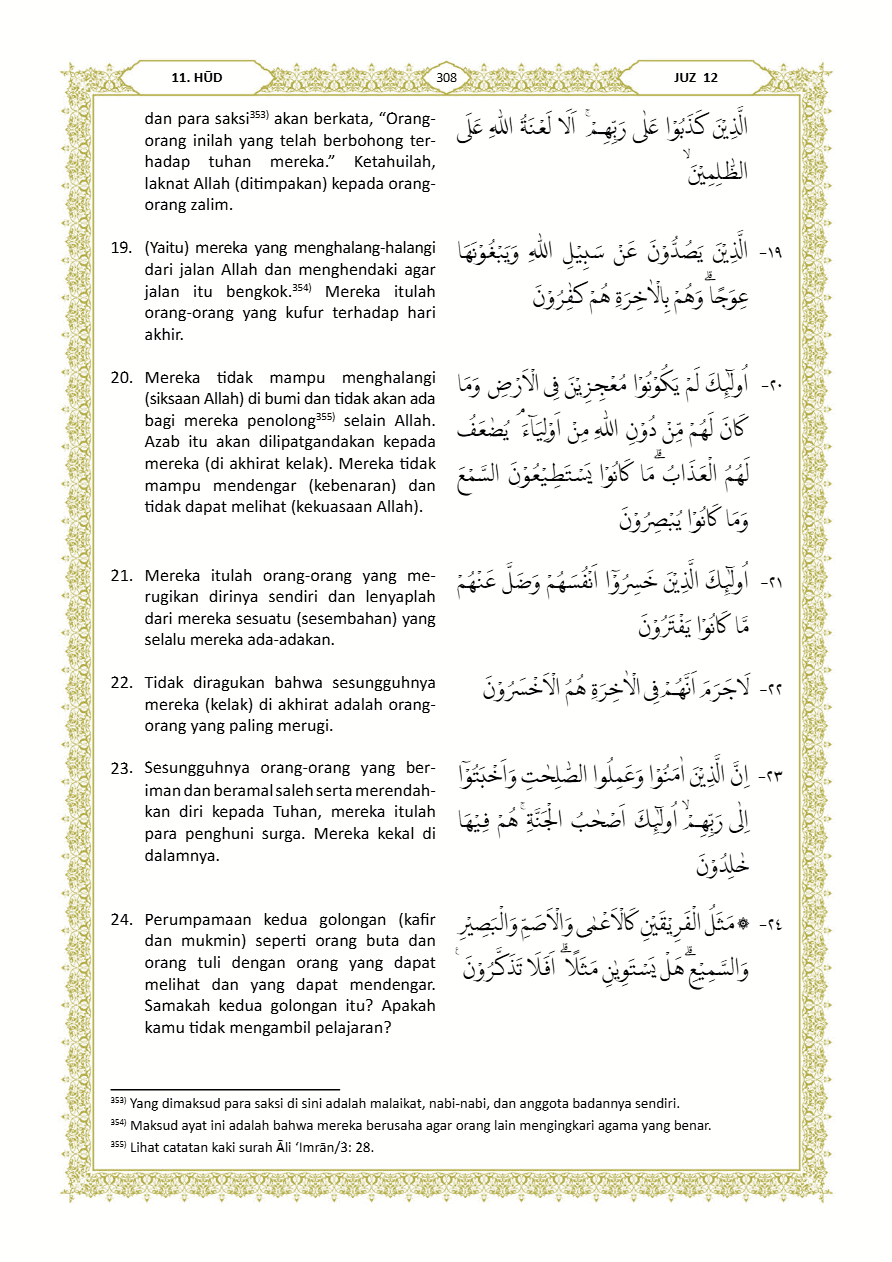 11. HŪD
308
JUZ 12
dan para saksi³⁵³⁾ akan berkata, “Orang-
orang inilah yang telah berbohong ter-
hadap tuhan mereka.” Ketahuilah,
laknat Allah (ditimpakan) kepada orang-
orang zalim.
الَّذِيْنَ كَذَبُوْا عَلٰى رَبِّهِمْۚ اَلَا لَعْنَةُ اللّٰهِ عَلَى
الظّٰلِمِيْنَۙ
19. (Yaitu) mereka yang menghalang-halangi
dari jalan Allah dan menghendaki agar
jalan itu bengkok.³⁵⁴⁾ Mereka itulah
orang-orang yang kufur terhadap hari
akhir.
١٩- الَّذِيْنَ يَصُدُّوْنَ عَنْ سَبِيْلِ اللّٰهِ وَيَبْغُوْنَهَا
عِوَجًاۗ وَهُمْ بِالْاٰخِرَةِ هُمْ كٰفِرُوْنَ
20. Mereka tidak mampu menghalangi
(siksaan Allah) di bumi dan tidak akan ada
bagi mereka penolong³⁵⁵⁾ selain Allah.
Azab itu akan dilipatgandakan kepada
mereka (di akhirat kelak). Mereka tidak
mampu mendengar (kebenaran) dan
tidak dapat melihat (kekuasaan Allah).
٢٠- اُولٰۤىِٕكَ لَمْ يَكُوْنُوْا مُعْجِزِيْنَ فِى الْاَرْضِ وَمَا
كَانَ لَهُمْ مِّنْ دُوْنِ اللّٰهِ مِنْ اَوْلِيَاۤءَ ۘ يُضٰعَفُ
لَهُمُ الْعَذَابُ ۗمَا كَانُوْا يَسْتَطِيْعُوْنَ السَّمْعَ
وَمَا كَانُوْا يُبْصِرُوْنَ
21. Mereka itulah orang-orang yang me-
rugikan dirinya sendiri dan lenyaplah
dari mereka sesuatu (sesembahan) yang
selalu mereka ada-adakan.
٢١- اُولٰۤىِٕكَ الَّذِيْنَ خَسِرُوْٓا اَنْفُسَهُمْ وَضَلَّ عَنْهُمْ
مَّا كَانُوْا يَفْتَرُوْنَ
22. Tidak diragukan bahwa sesungguhnya
mereka (kelak) di akhirat adalah orang-
orang yang paling merugi.
٢٢- لَاجَرَمَ اَنَّهُمْ فِى الْاٰخِرَةِ هُمُ الْاَخْسَرُوْنَ
23. Sesungguhnya orang-orang yang ber-
iman dan beramal saleh serta merendah-
kan diri kepada Tuhan, mereka itulah
para penghuni surga. Mereka kekal di
dalamnya.
٢٣- اِنَّ الَّذِيْنَ اٰمَنُوْا وَعَمِلُوا الصّٰلِحٰتِ وَاَخْبَتُوْٓا
اِلٰى رَبِّهِمْۙ اُولٰۤىِٕكَ اَصْحٰبُ الْجَنَّةِۚ هُمْ فِيْهَا
خٰلِدُوْنَ
24. Perumpamaan kedua golongan (kafir
dan mukmin) seperti orang buta dan
orang tuli dengan orang yang dapat
melihat dan yang dapat mendengar.
Samakah kedua golongan itu? Apakah
kamu tidak mengambil pelajaran?
٢٤- ۞ مَثَلُ الْفَرِيْقَيْنِ كَالْاَعْمٰى وَالْاَصَمِّ وَالْبَصِيْرِ
وَالسَّمِيْعِۗ هَلْ يَسْتَوِيٰنِ مَثَلًاۗ اَفَلَا تَذَكَّرُوْنَ ࣖ
³⁵³⁾ Yang dimaksud para saksi di sini adalah malaikat, nabi-nabi, dan anggota badannya sendiri.
³⁵⁴⁾ Maksud ayat ini adalah bahwa mereka berusaha agar orang lain mengingkari agama yang benar.
³⁵⁵⁾ Lihat catatan kaki surah Āli ‘Imrān/3: 28.